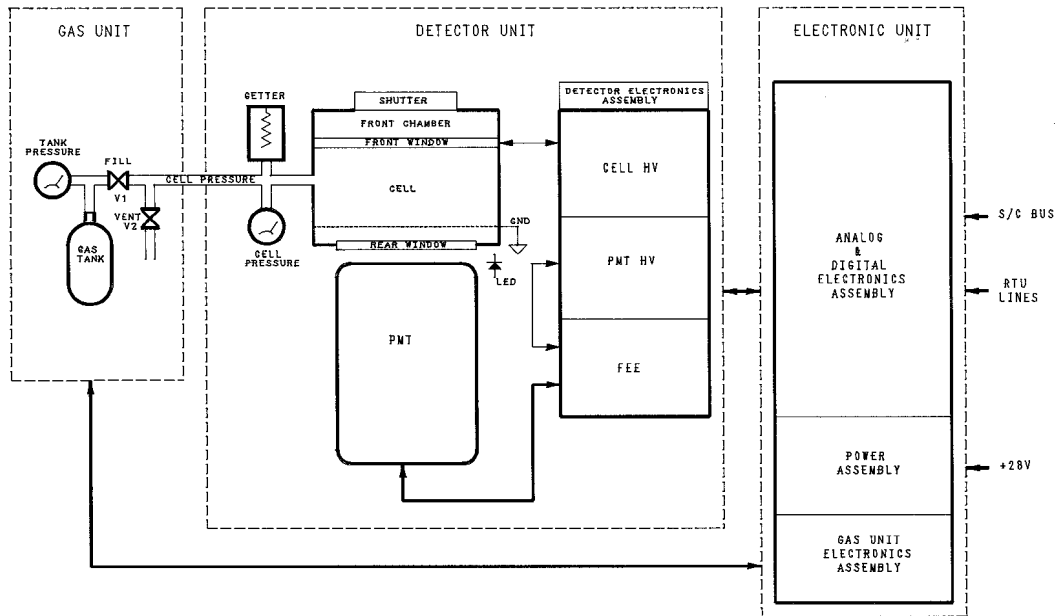 GAS UNIT
DETECTOR UNIT
ELECTRONIC UNIT
GETTER
SHUTTER
DETECTOR ELECTRONICS
ASSEMBLY
FRONT CHAMBER
FRONT WINDOW
TANK
PRESSURE
FILL
V1
CELL PRESSURE
CELL
CELL HV
VENT
V2
GAS
TANK
GND
CELL
PRESSURE
REAR WINDOW
LED
PMT HV
PMT
FEE
ANALOG
&
DIGITAL
ELECTRONICS
ASSEMBLY
S/C BUS
RTU
LINES
POWER
ASSEMBLY
+28V
GAS UNIT
ELECTRONICS
ASSEMBLY